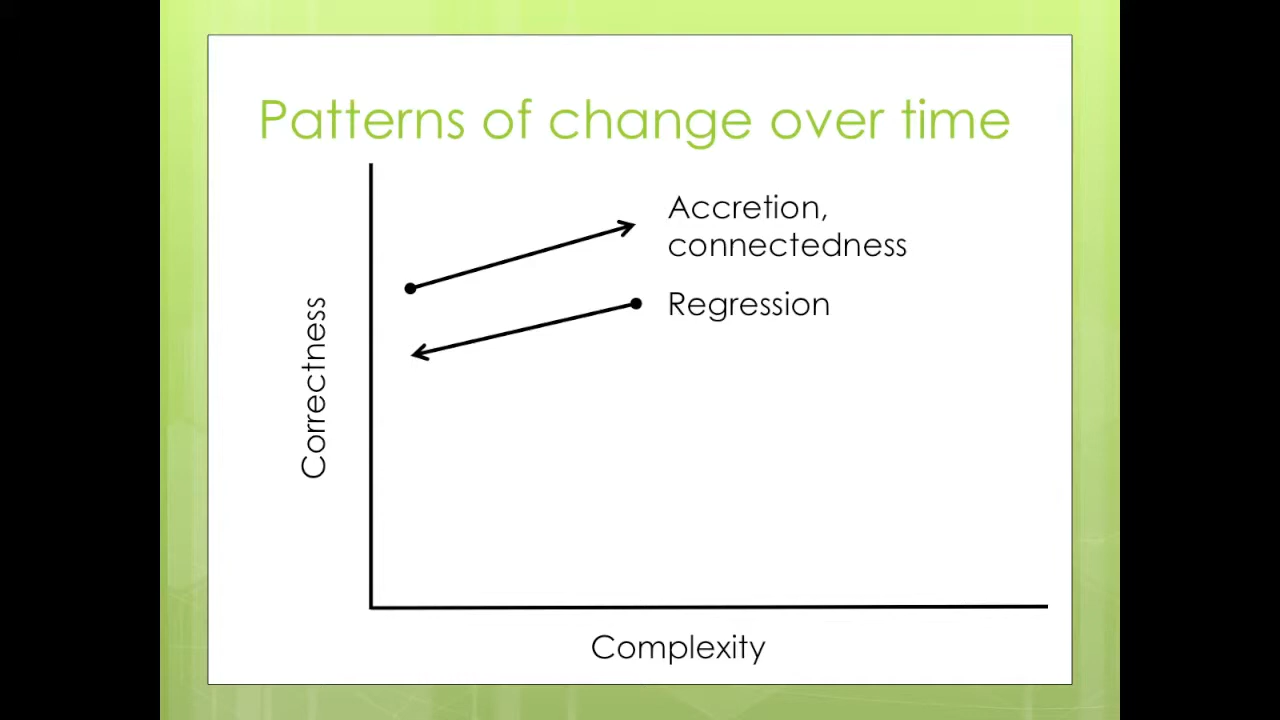 Patterns of change over time
Accretion,
connectedness
Regression
Correctness
Complexity